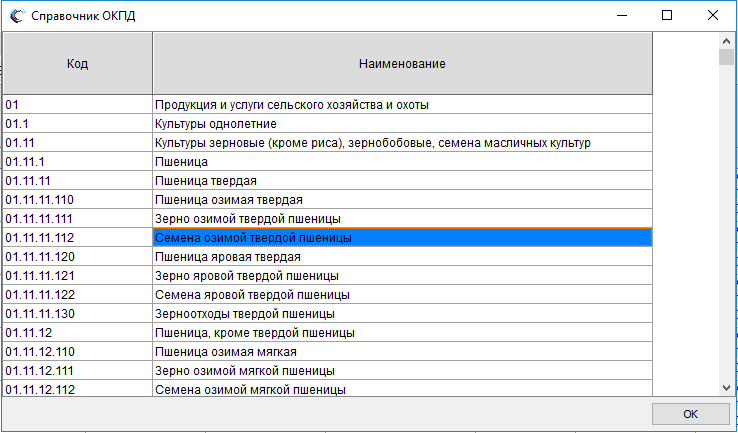 Справочник ОКПД
Код Наименование
01 Продукция и услуги сельского хозяйства и охоты
01.1 Культуры однолетние
01.11 Культуры зерновые (кроме риса), зернобобовые, семена масличных культур
01.11.1 Пшеница
01.11.11 Пшеница твердая
01.11.11.110 Пшеница озимая твердая
01.11.11.111 Зерно озимой твердой пшеницы
01.11.11.112 Семена озимой твердой пшеницы
01.11.11.120 Пшеница яровая твердая
01.11.11.121 Зерно яровой твердой пшеницы
01.11.11.122 Семена яровой твердой пшеницы
01.11.11.130 Зерноотходы твердой пшеницы
01.11.12 Пшеница, кроме твердой пшеницы
01.11.12.110 Пшеница озимая мягкая
01.11.12.111 Зерно озимой мягкой пшеницы
01.11.12.112 Семена озимой мягкой пшеницы
OK